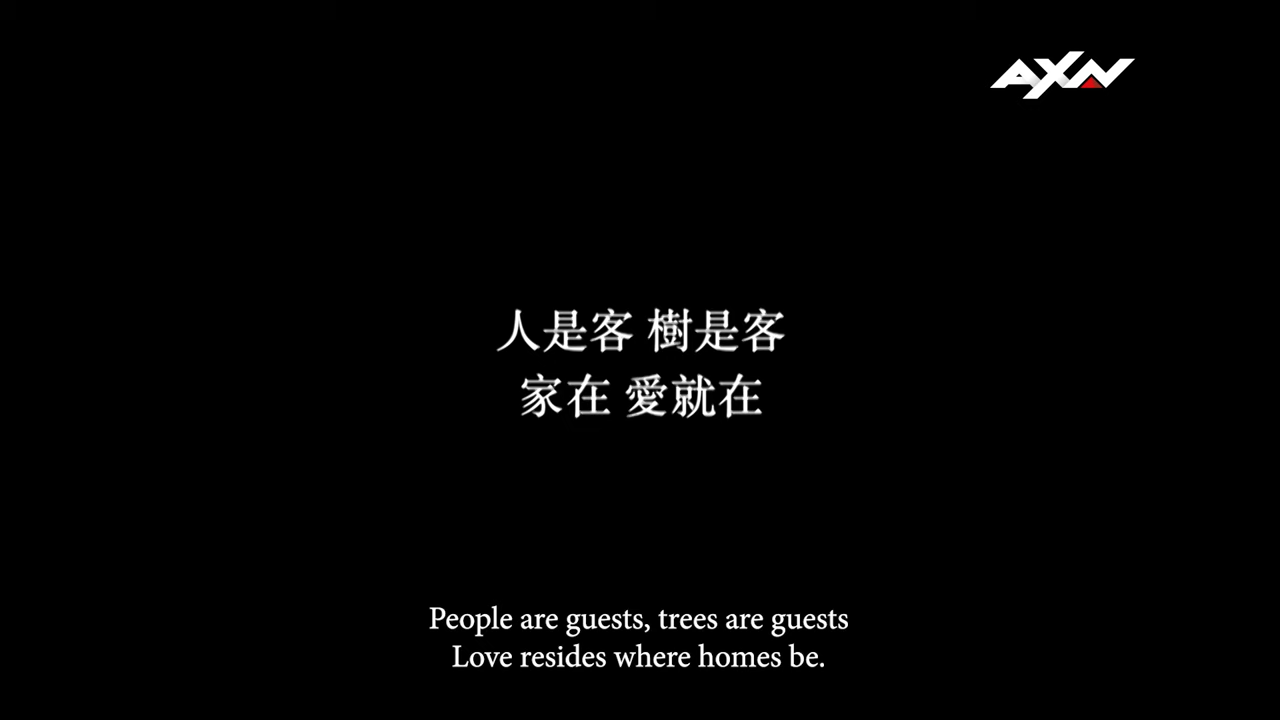 AXN
人是客 樹是客
家在 愛就在
People are guests, trees are guests
Love resides where homes be.